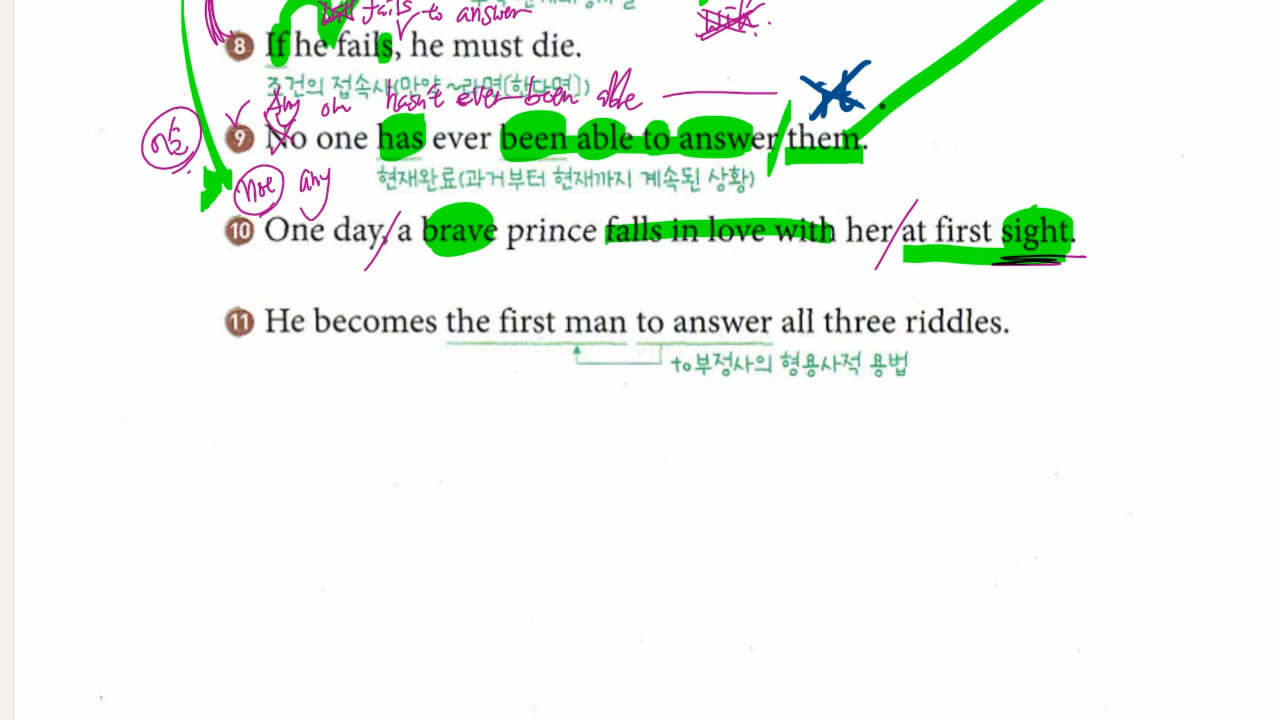 fails to answer
8 If he fails, he must die.
조건의 접속사(만약 ~라면[한다면])
Any one hasn't ever been able
9 No one has ever been able to answer them.
현재완료(과거부터 현재까지 계속된 상황)
not any
10 One day, a brave prince falls in love with her at first sight.
11 He becomes the first man to answer all three riddles.
to부정사의 형용사적 용법